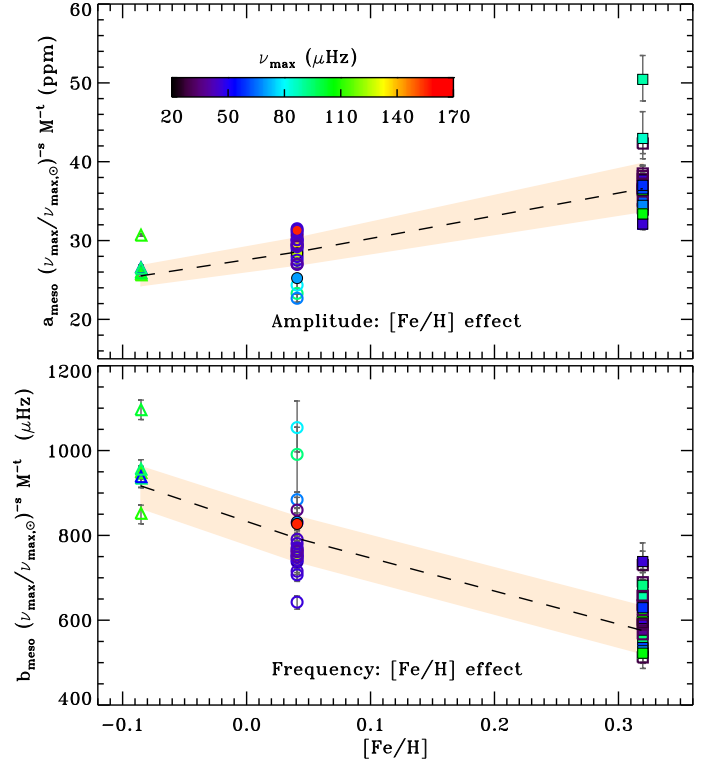 60
50
40
30
20
ν_max (μHz)
20 50 80 110 140 170
a_meso (ν_max/ν_max,⊙)^−s M^−t (ppm)
Amplitude: [Fe/H] effect
1200
1000
800
600
400
b_meso (ν_max/ν_max,⊙)^−s M^−t (μHz)
Frequency: [Fe/H] effect
−0.1 0.0 0.1 0.2 0.3
[Fe/H]